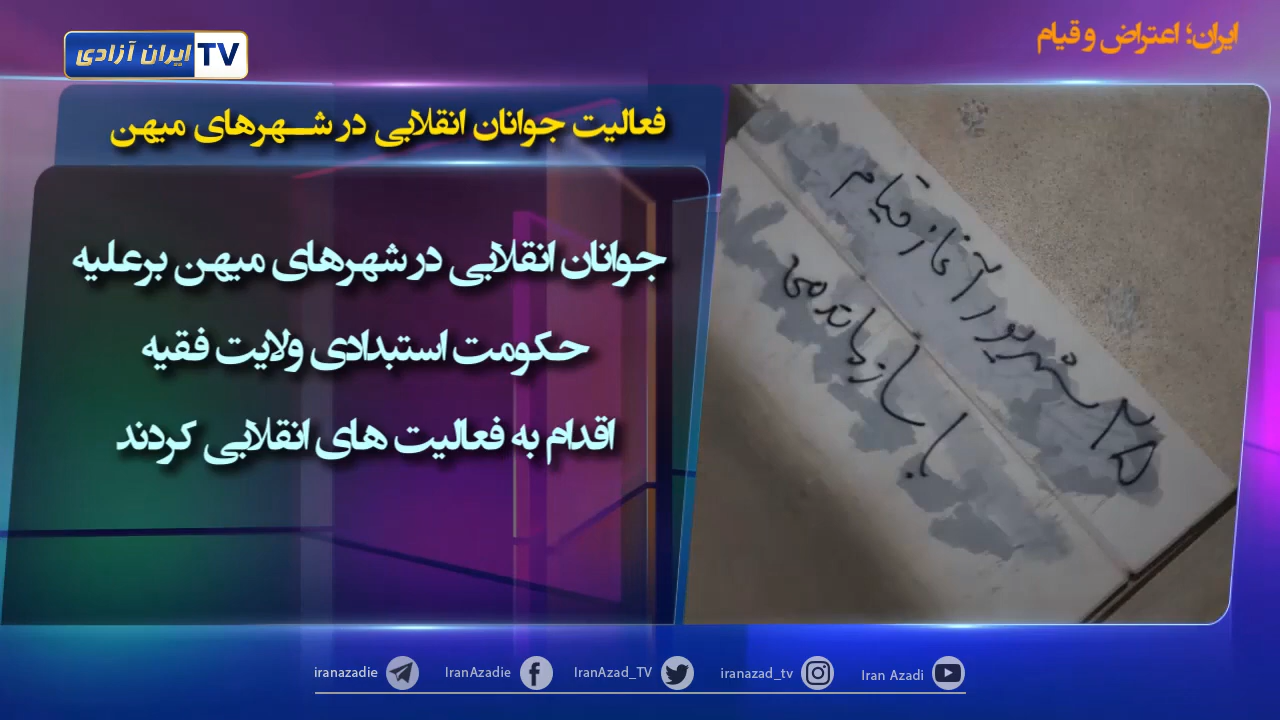 ایران؛ اعتراض و قیام
ایران آزادی TV
فعالیت جوانان انقلابی در شهرهای میهن
جوانان انقلابی در شهرهای میهن برعلیه
حکومت استبدادی ولایت فقیه
اقدام به فعالیت های انقلابی کردند
۲۵ شهریور آغاز قیام
با سازماندهی
iranazadie
IranAzadie
IranAzad_TV
iranazad_tv
Iran Azadi